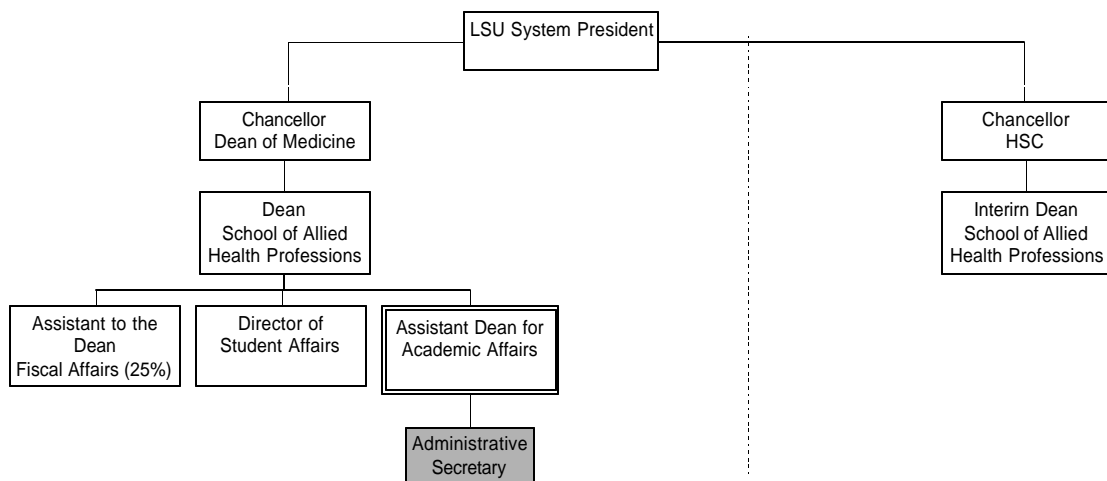 LSU System President
Chancellor
Dean of Medicine
Chancellor
HSC
Dean
School of Allied
Health Professions
Interirn Dean
School of Allied
Health Professions
Assistant to the
Dean
Fiscal Affairs (25%)
Director of
Student Affairs
Assistant Dean for
Academic Affairs
Administrative
Secretary